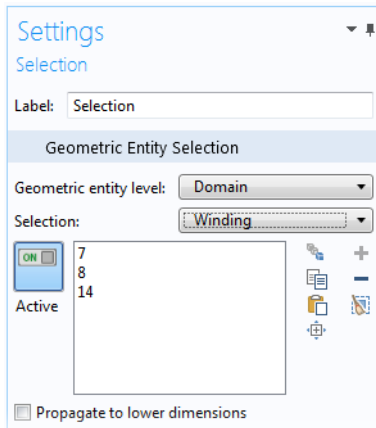 Settings
Selection
Label: Selection
Geometric Entity Selection
Geometric entity level: Domain
Selection: Winding
ON
7
8
14
Active
Propagate to lower dimensions